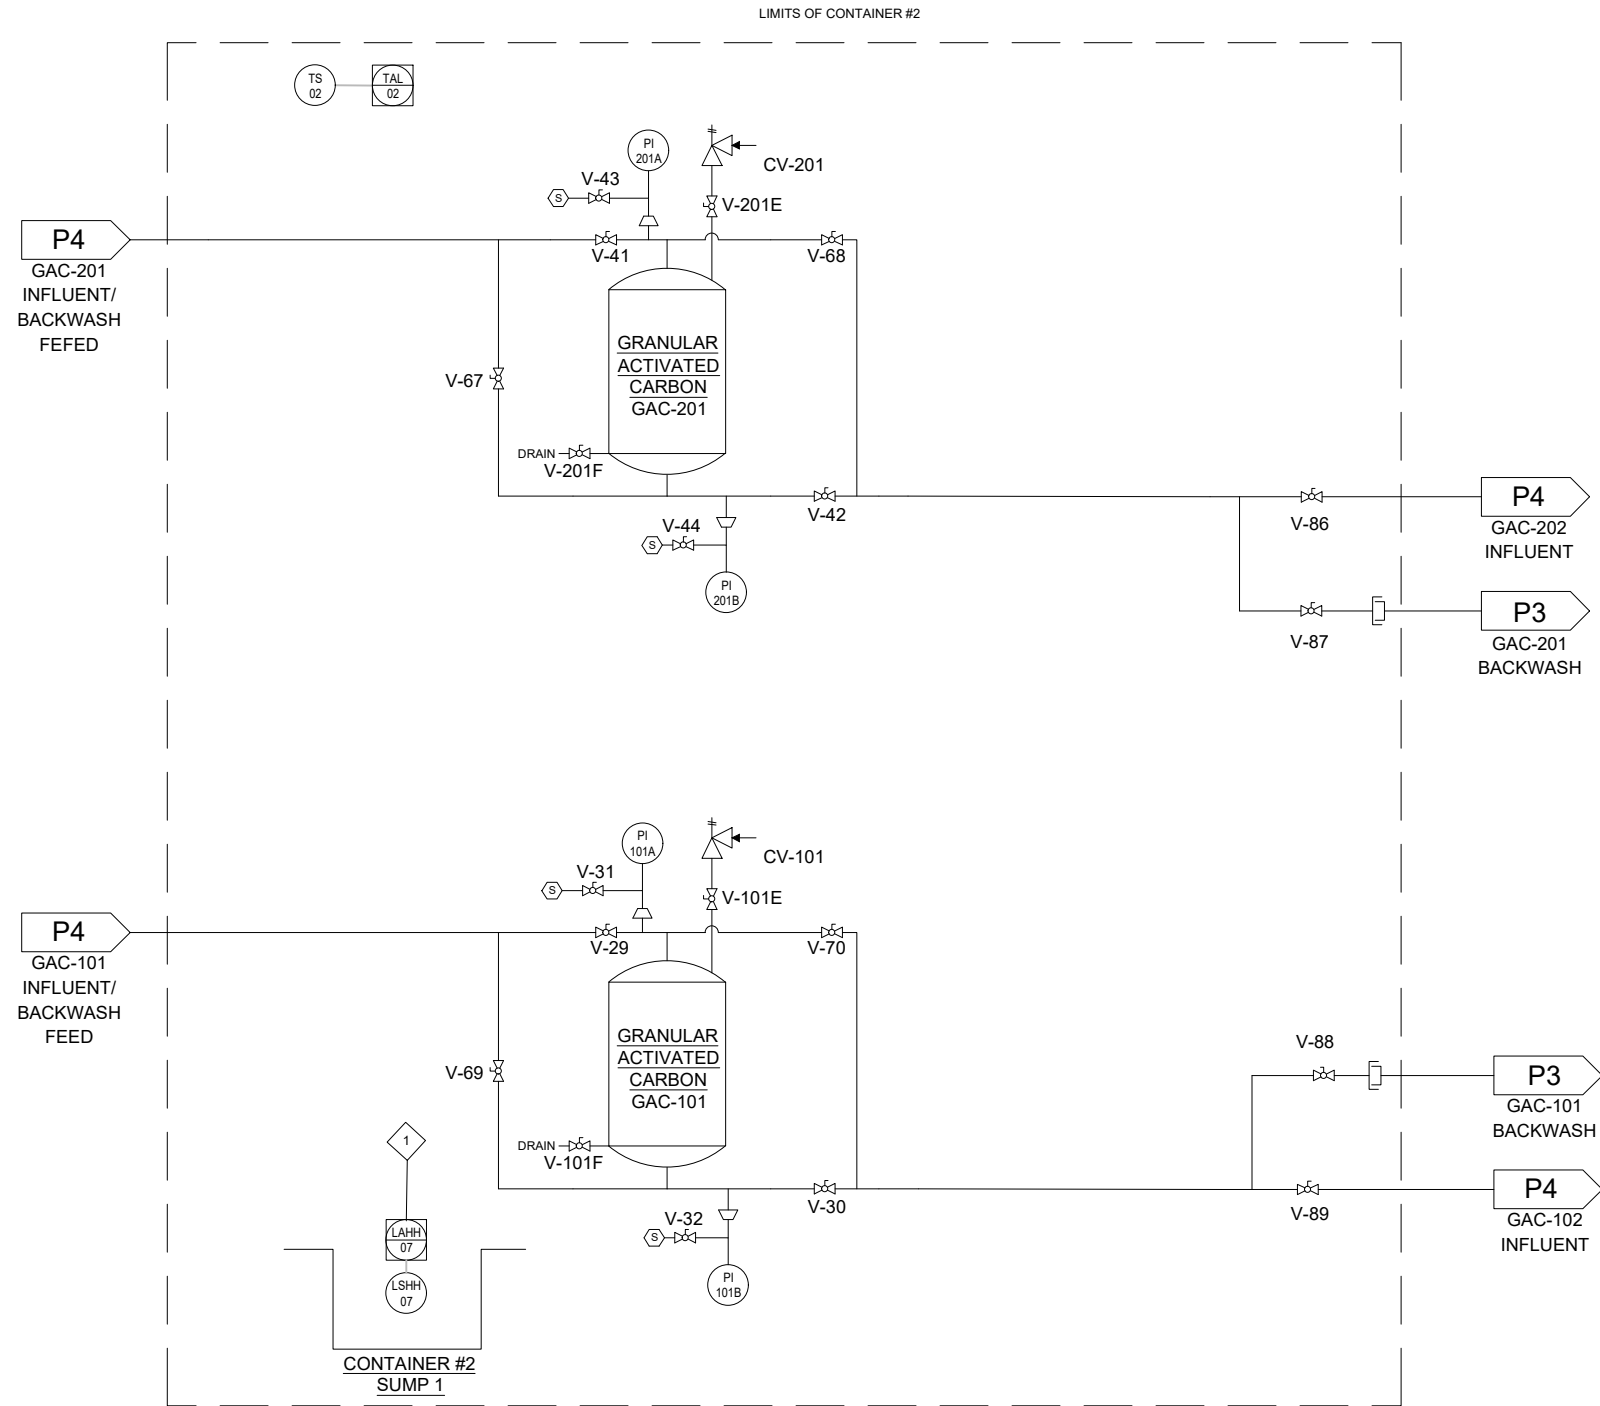 LIMITS OF CONTAINER #2
TS
02
TAL
02
PI
201A
CV-201
V-43
S
V-201E
P4
GAC-201
INFLUENT/
BACKWASH
FEFED
V-41
V-68
GRANULAR
ACTIVATED
CARBON
GAC-201
V-67
DRAIN
V-201F
V-42
V-44
S
PI
201B
V-86
P4
GAC-202
INFLUENT
V-87
P3
GAC-201
BACKWASH
PI
101A
CV-101
V-31
S
V-101E
P4
GAC-101
INFLUENT/
BACKWASH
FEED
V-29
V-70
GRANULAR
ACTIVATED
CARBON
GAC-101
V-69
V-88
P3
GAC-101
BACKWASH
1
DRAIN
V-101F
V-30
V-32
S
PI
101B
V-89
P4
GAC-102
INFLUENT
LAHH
07
LSHH
07
CONTAINER #2
SUMP 1